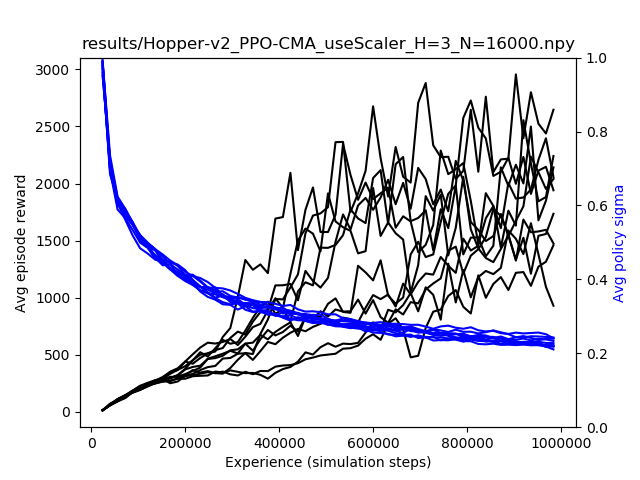 results/Hopper-v2_PPO-CMA_useScaler_H=3_N=16000.npy
3000
2500
2000
1500
1000
500
0
Avg episode reward
1.0
0.8
0.6
0.4
0.2
0.0
Avg policy sigma
0 200000 400000 600000 800000 1000000
Experience (simulation steps)